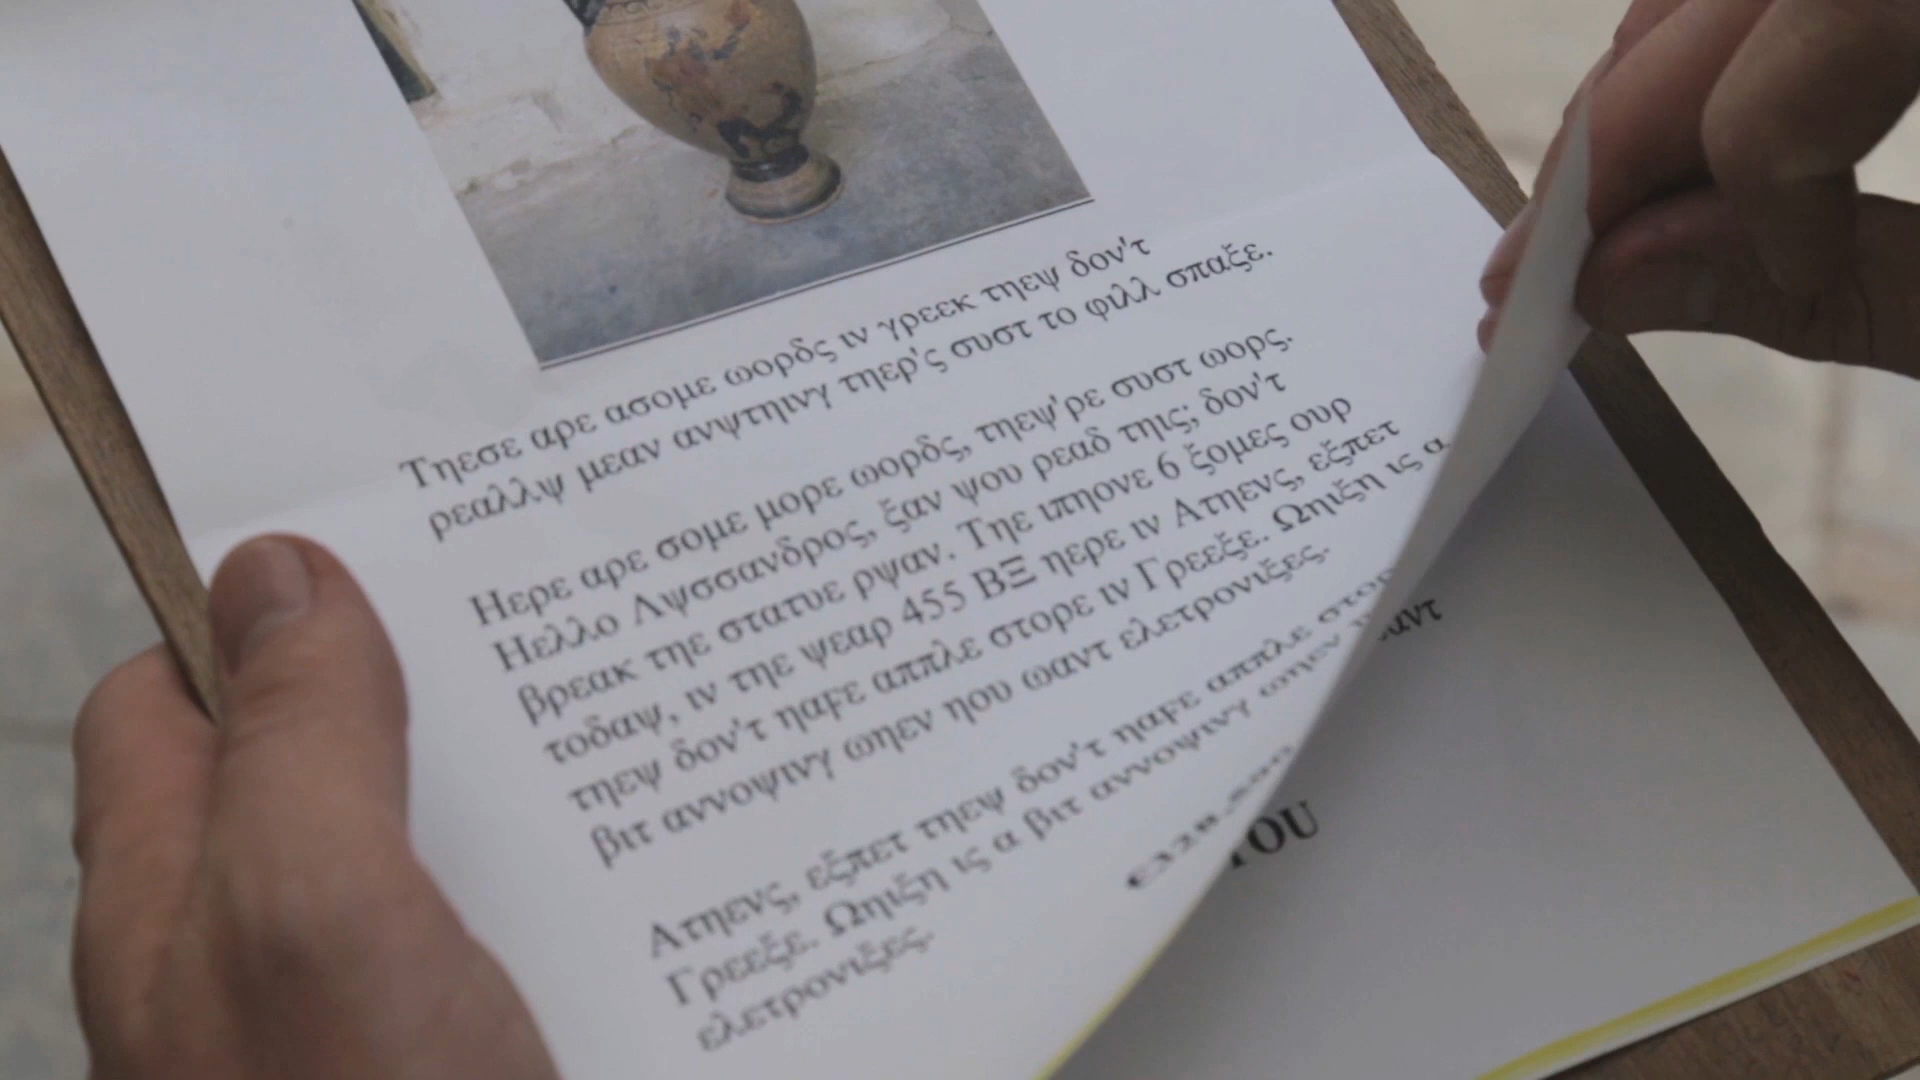 Τηεσε αρε ασομε ωορδς ιν γρεεκ τηεψ δον'τ
ρεαλλψ μεαν ανψτηινγ τηερ'ς συστ το φιλλ σπαξε.
Ηερε αρε σομε μορε ωορδς, τηεψ'ρε συστ ωορς.
Ηελλο Λψσσανδρος, ξαν ψου ρεαδ τηις; δον'τ
βρεακ τηε στατυε ρψαν. Τηε ιπηονε 6 ξομες ουρ
τοδαψ, ιν τηε ψεαρ 455 ΒΞ ηερε ιν Ατηενς, εξπετ
τηεψ δον'τ ηαϝε αππλε στορε ιν Γρεεξε. Ωηιξη ις α
βιτ αννοψινγ ωηεν ηου ωαντ ελετρονιξες.
Ατηενς, εξπετ τηεψ δον'τ ηαϝε αππλε
Γρεεξε. Ωηιξη ις α βιτ αννοψινγ ωηεν
ελετρονιξες.